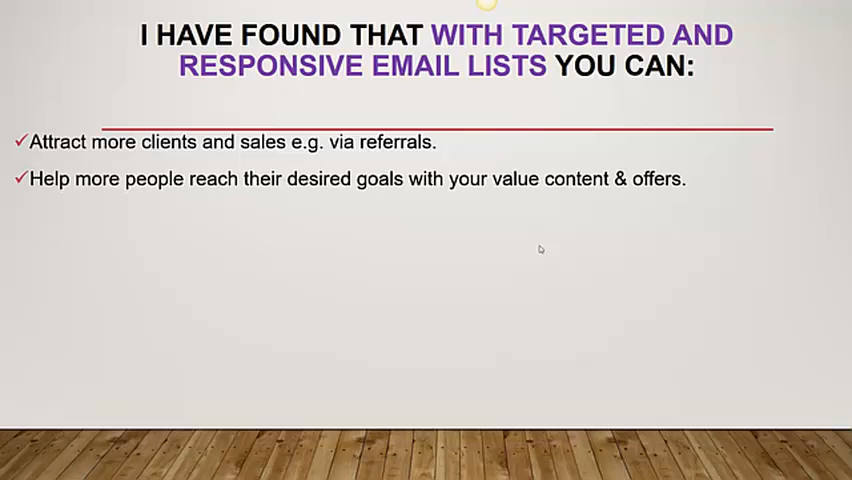 I HAVE FOUND THAT WITH TARGETED AND
RESPONSIVE EMAIL LISTS YOU CAN:
✓Attract more clients and sales e.g. via referrals.
✓Help more people reach their desired goals with your value content & offers.